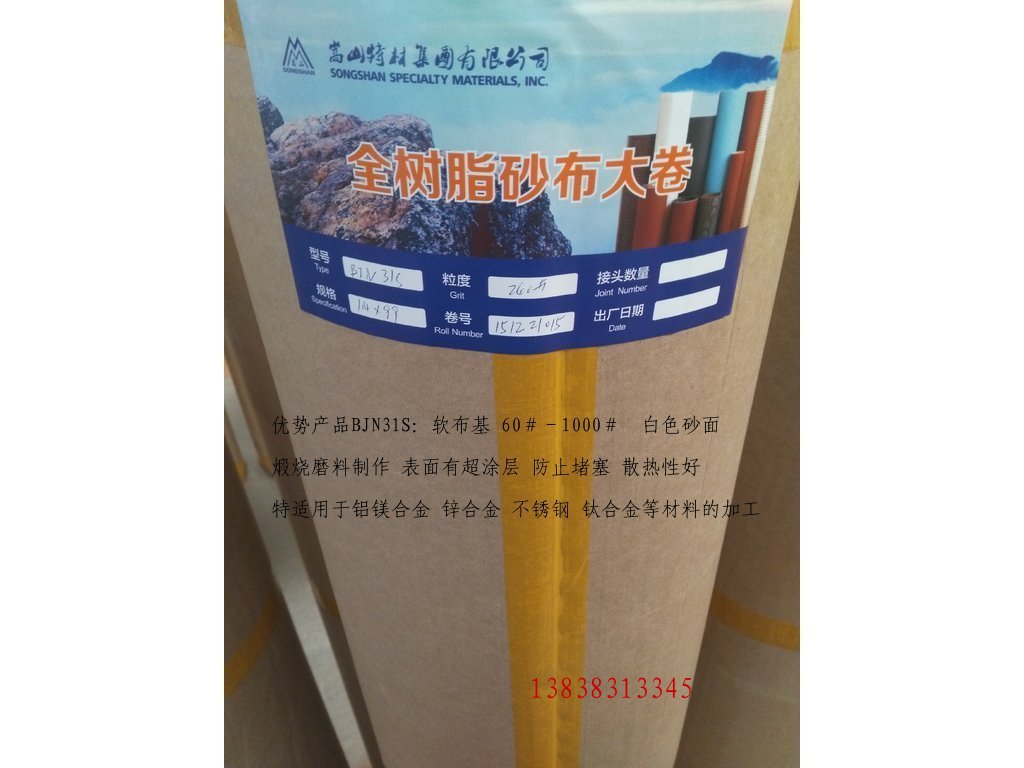 嵩山特材集团有限公司
SONGSHAN
SONGSHAN SPECIALTY MATERIALS, INC.
全树脂砂布大卷
型号 BJN31S 粒度 接头数量
Type Grit Joint Number
规格 1.4×99 卷号 151221015 出厂日期
Specification Roll Number Date
优势产品BJN31S: 软布基 60#-1000# 白色砂面
煅烧磨料制作 表面有超涂层 防止堵塞 散热性好
特适用于铝镁合金 锌合金 不锈钢 钛合金等材料的加工
13838313345